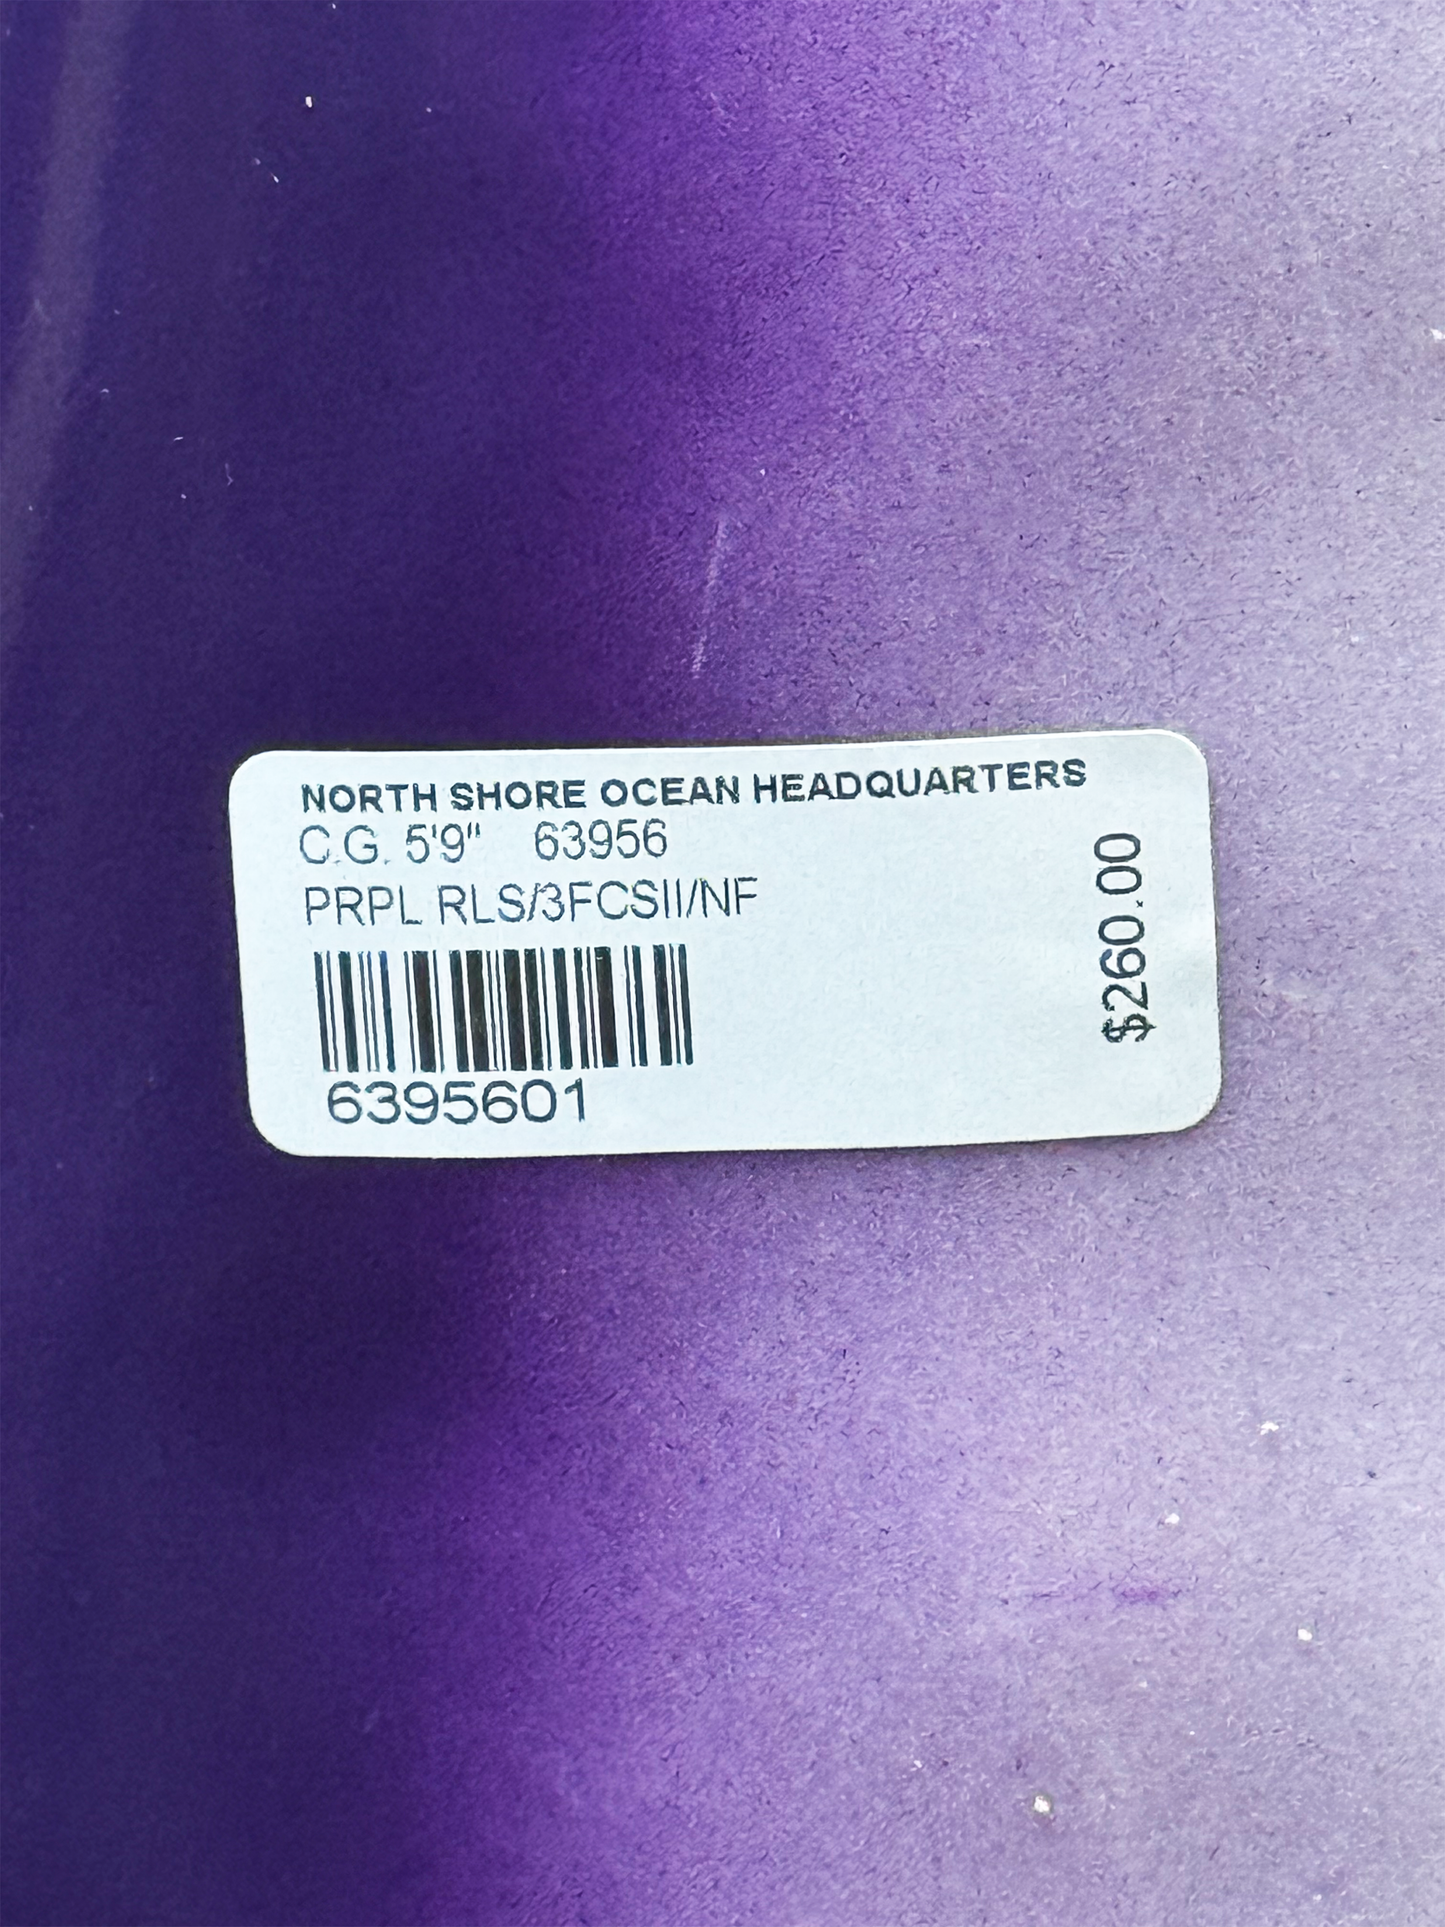 NORTH SHORE OCEAN HEADQUARTERS
C.G. 5'9" 63956
PRPL RLS/3FCSII/NF
6395601
$260.00